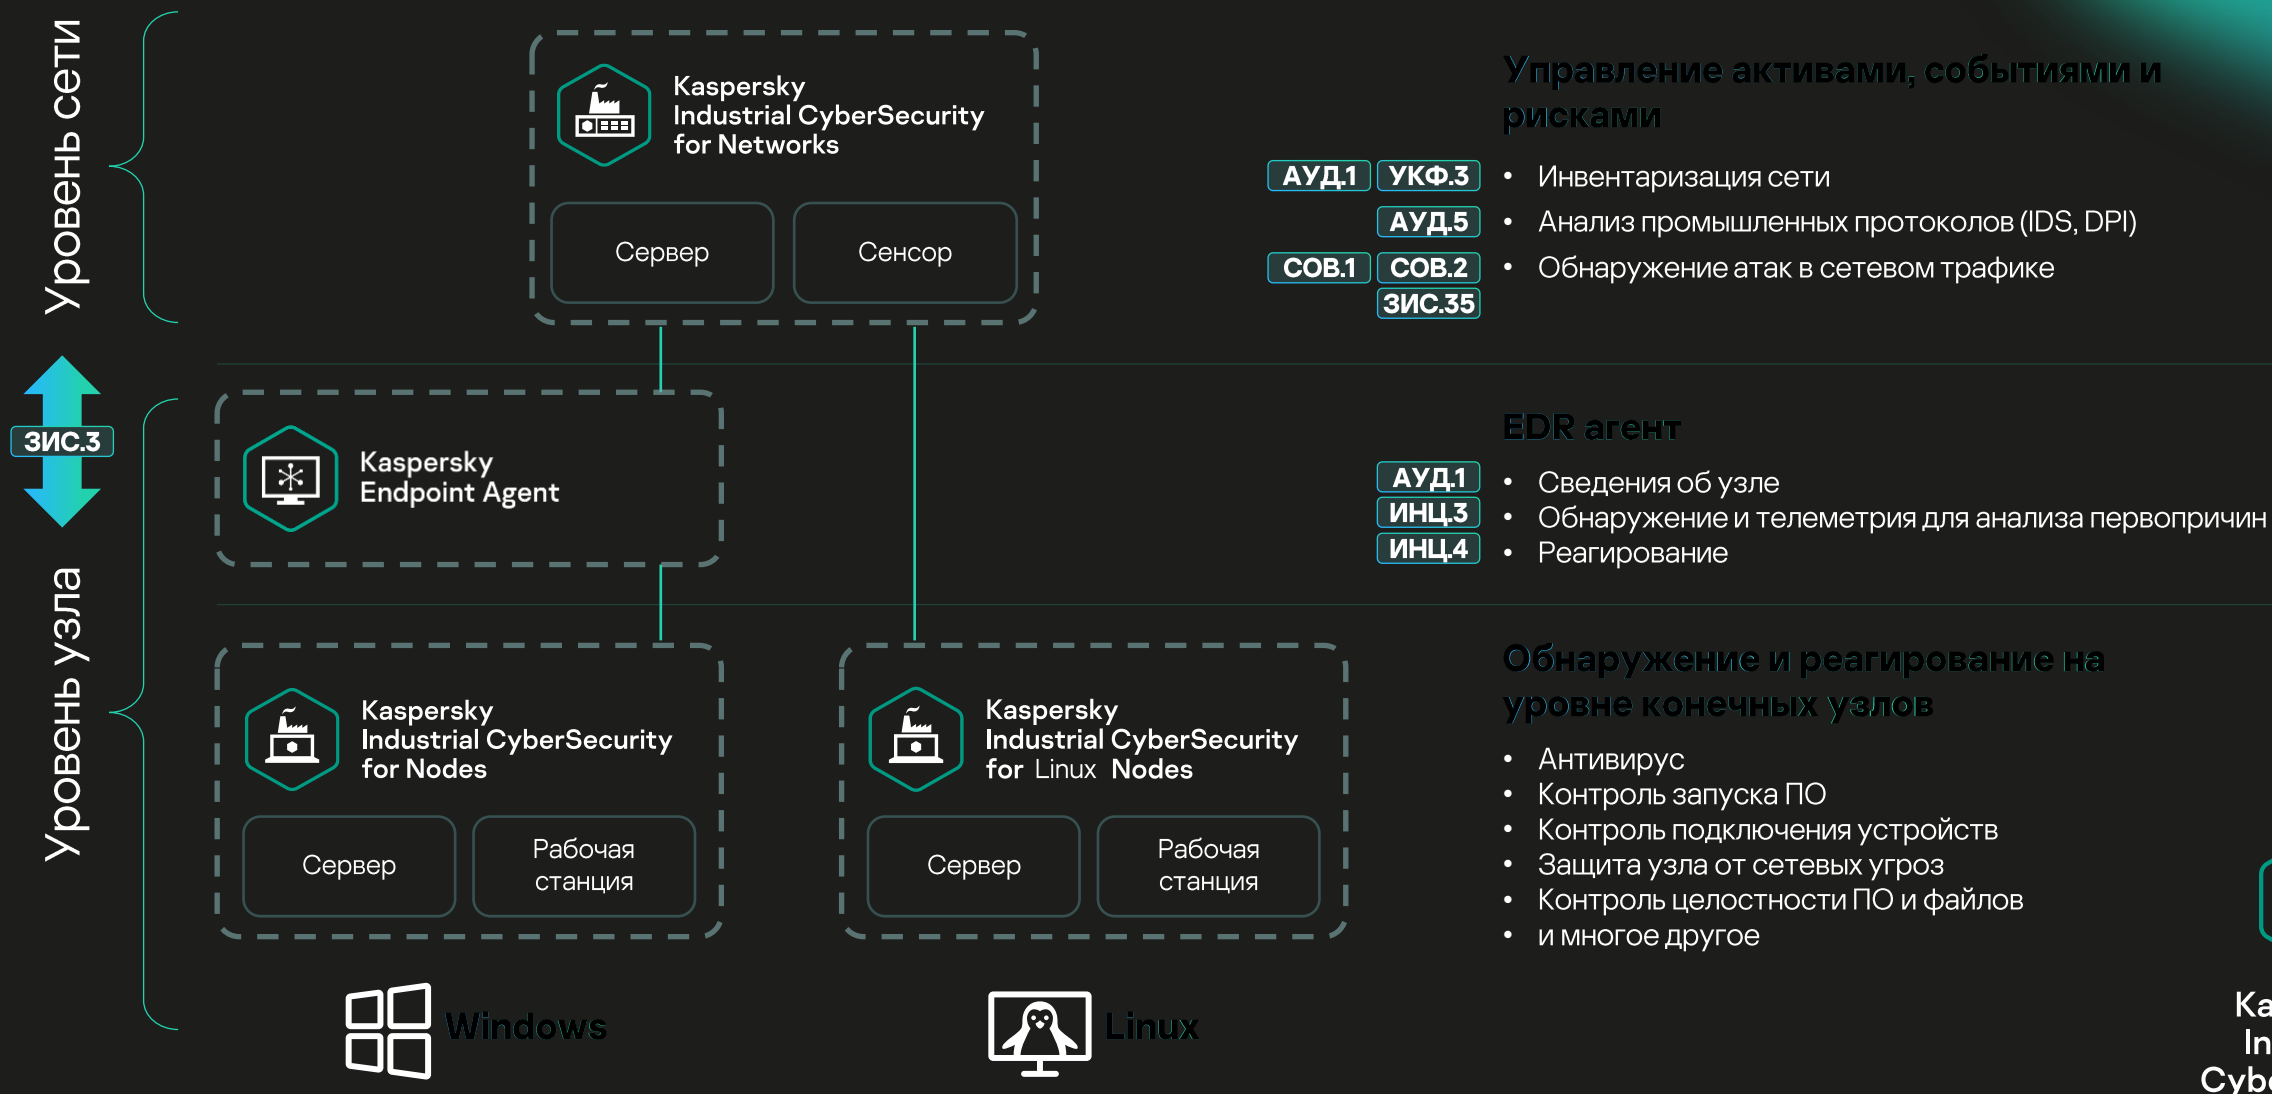 Уровень сети
Kaspersky
Industrial CyberSecurity
for Networks
Сервер
Сенсор
Управление активами, событиями и
рисками
АУД.1 УКФ.3 • Инвентаризация сети
АУД.5 • Анализ промышленных протоколов (IDS, DPI)
СОВ.1 СОВ.2 • Обнаружение атак в сетевом трафике
ЗИС.35
ЗИС.3
Уровень узла
Kaspersky
Endpoint Agent
EDR агент
АУД.1 • Сведения об узле
ИНЦ.3 • Обнаружение и телеметрия для анализа первопричин
ИНЦ.4 • Реагирование
Kaspersky
Industrial CyberSecurity
for Nodes
Сервер
Рабочая
станция
Kaspersky
Industrial CyberSecurity
for Linux Nodes
Сервер
Рабочая
станция
Обнаружение и реагирование на
уровне конечных узлов
• Антивирус
• Контроль запуска ПО
• Контроль подключения устройств
• Защита узла от сетевых угроз
• Контроль целостности ПО и файлов
• и многое другое
Windows
Linux
Ka
In
Cybe